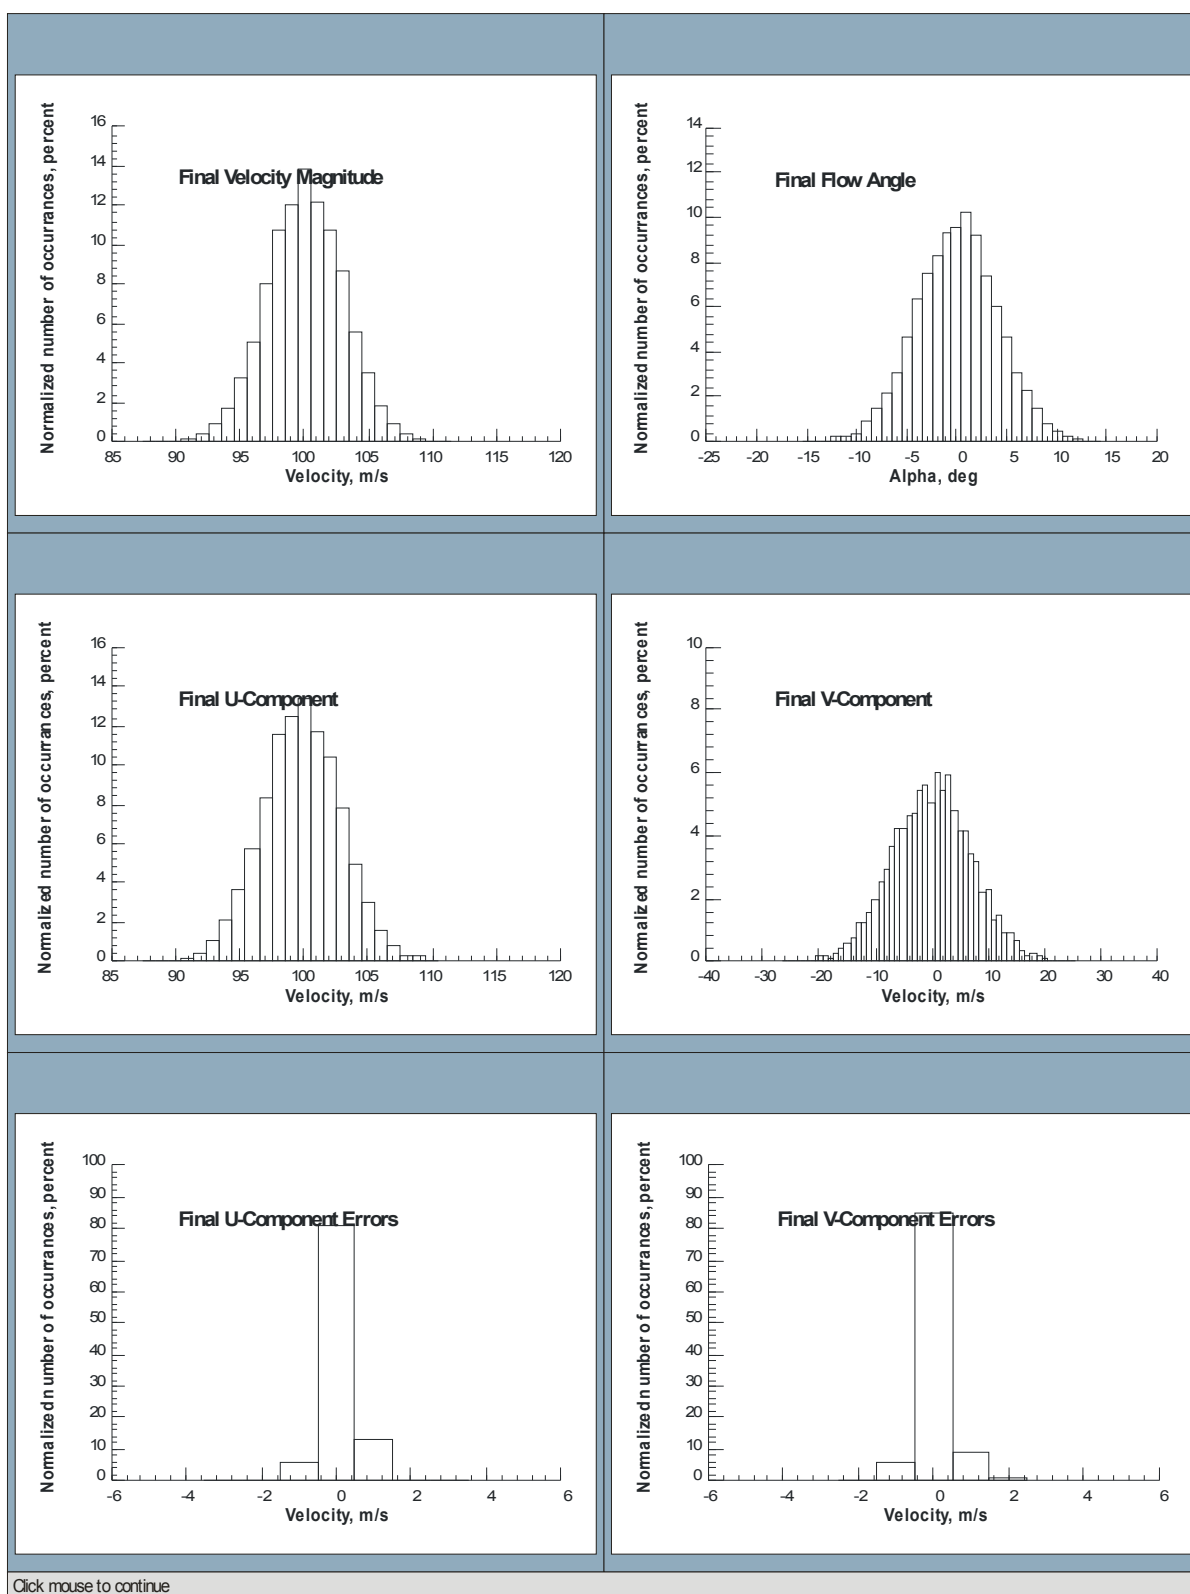 Normalized number of occurrances, percent
16
14
12
10
8
6
4
2
0
Final Velocity Magnitude
85 90 95 100 105 110 115 120
Velocity, m/s
Normalized number of occurrances, percent
14
12
10
8
6
4
2
0
Final Flow Angle
-25 -20 -15 -10 -5 0 5 10 15 20
Alpha, deg
Normalized number of occurrances, percent
16
14
12
10
8
6
4
2
0
Final U-Component
85 90 95 100 105 110 115 120
Velocity, m/s
Normalized number of occurrances, percent
10
8
6
4
2
0
Final V-Component
-40 -30 -20 -10 0 10 20 30 40
Velocity, m/s
Normalized number of occurrances, percent
100
90
80
70
60
50
40
30
20
10
0
Final U-Component Errors
-6 -4 -2 0 2 4 6
Velocity, m/s
Normalized number of occurrances, percent
100
90
80
70
60
50
40
30
20
10
0
Final V-Component Errors
-6 -4 -2 0 2 4 6
Velocity, m/s
Click mouse to continue